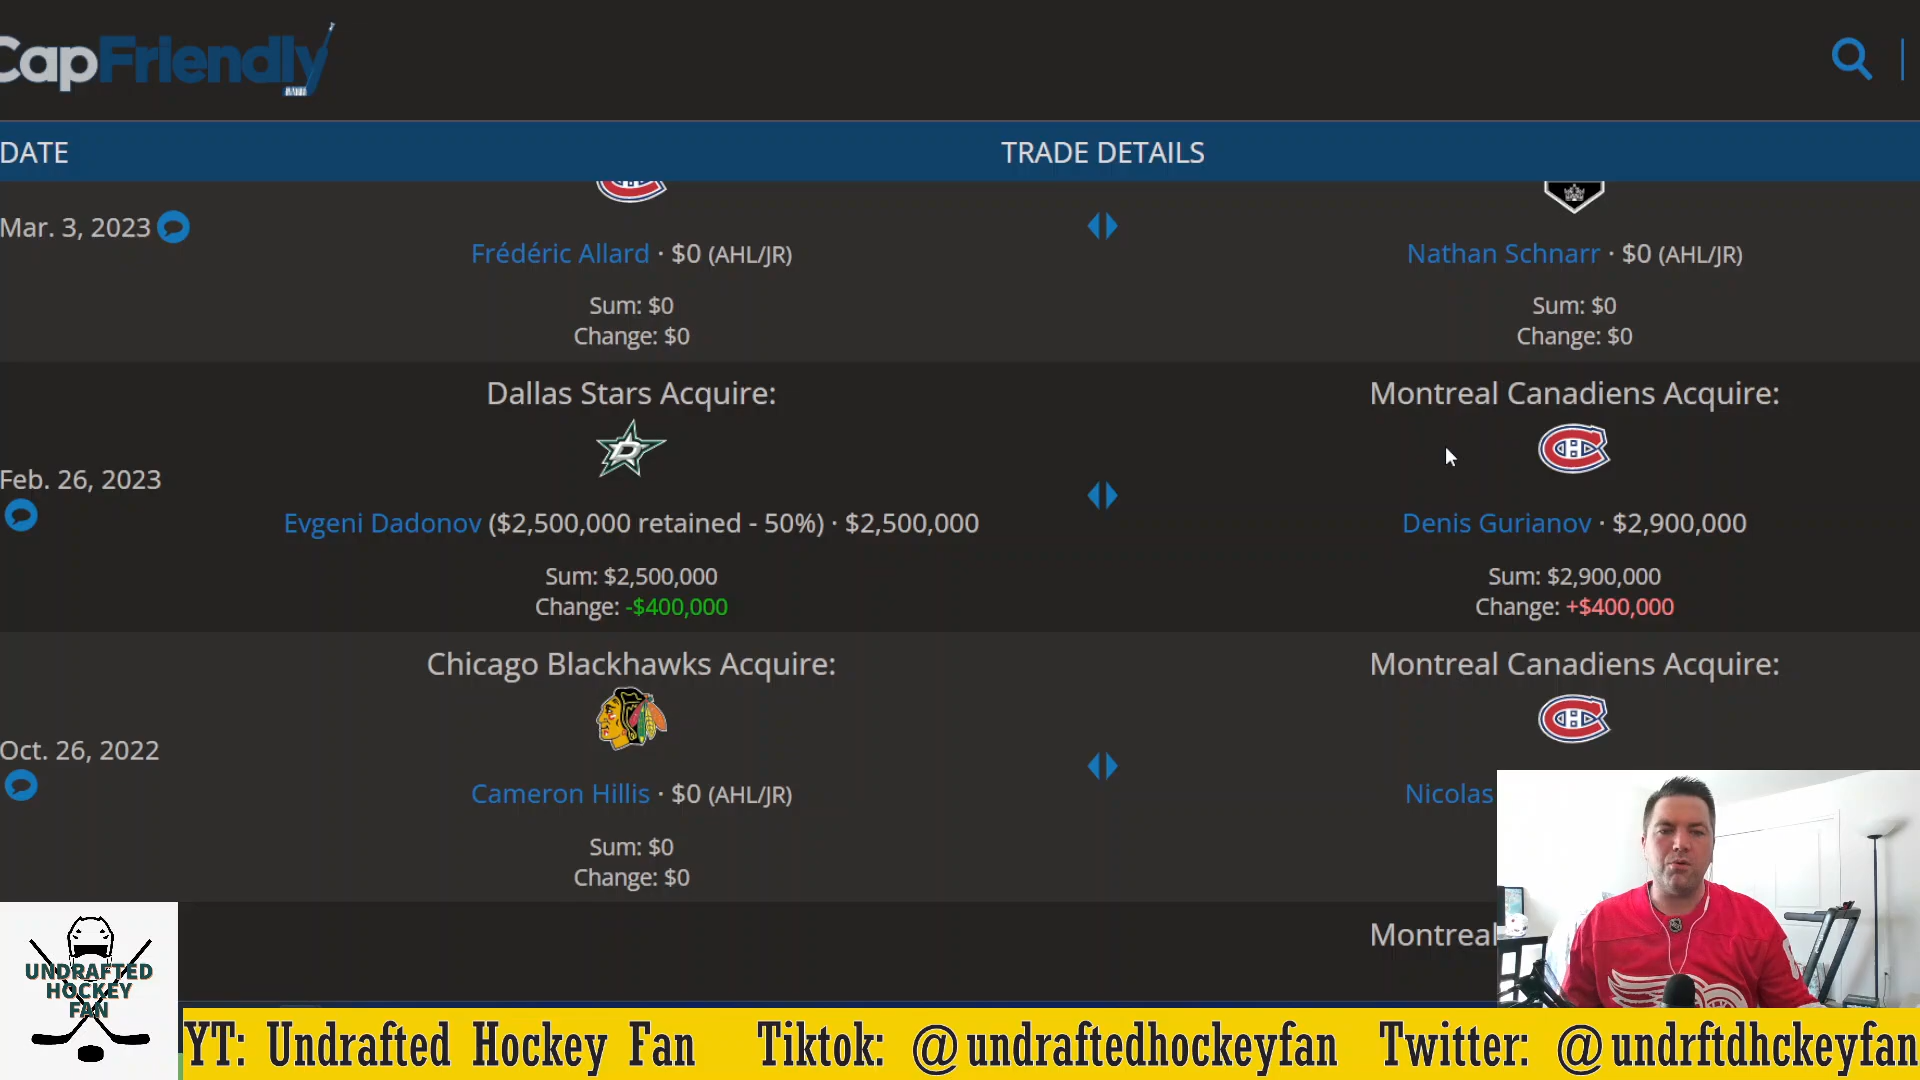 CapFriendly
DATE
TRADE DETAILS
Mar. 3, 2023
Frédéric Allard · $0 (AHL/JR)
Nathan Schnarr · $0 (AHL/JR)
Sum: $0
Change: $0
Sum: $0
Change: $0
Dallas Stars Acquire:
Montreal Canadiens Acquire:
Feb. 26, 2023
Evgeni Dadonov ($2,500,000 retained - 50%) · $2,500,000
Denis Gurianov · $2,900,000
Sum: $2,500,000
Change: -$400,000
Sum: $2,900,000
Change: +$400,000
Chicago Blackhawks Acquire:
Montreal Canadiens Acquire:
Oct. 26, 2022
Cameron Hillis · $0 (AHL/JR)
Nicolas
Sum: $0
Change: $0
Montreal
UNDRAFTED
HOCKEY
FAN
YT: Undrafted Hockey Fan Tiktok: @undraftedhockeyfan Twitter: @undrftdhckeyfan